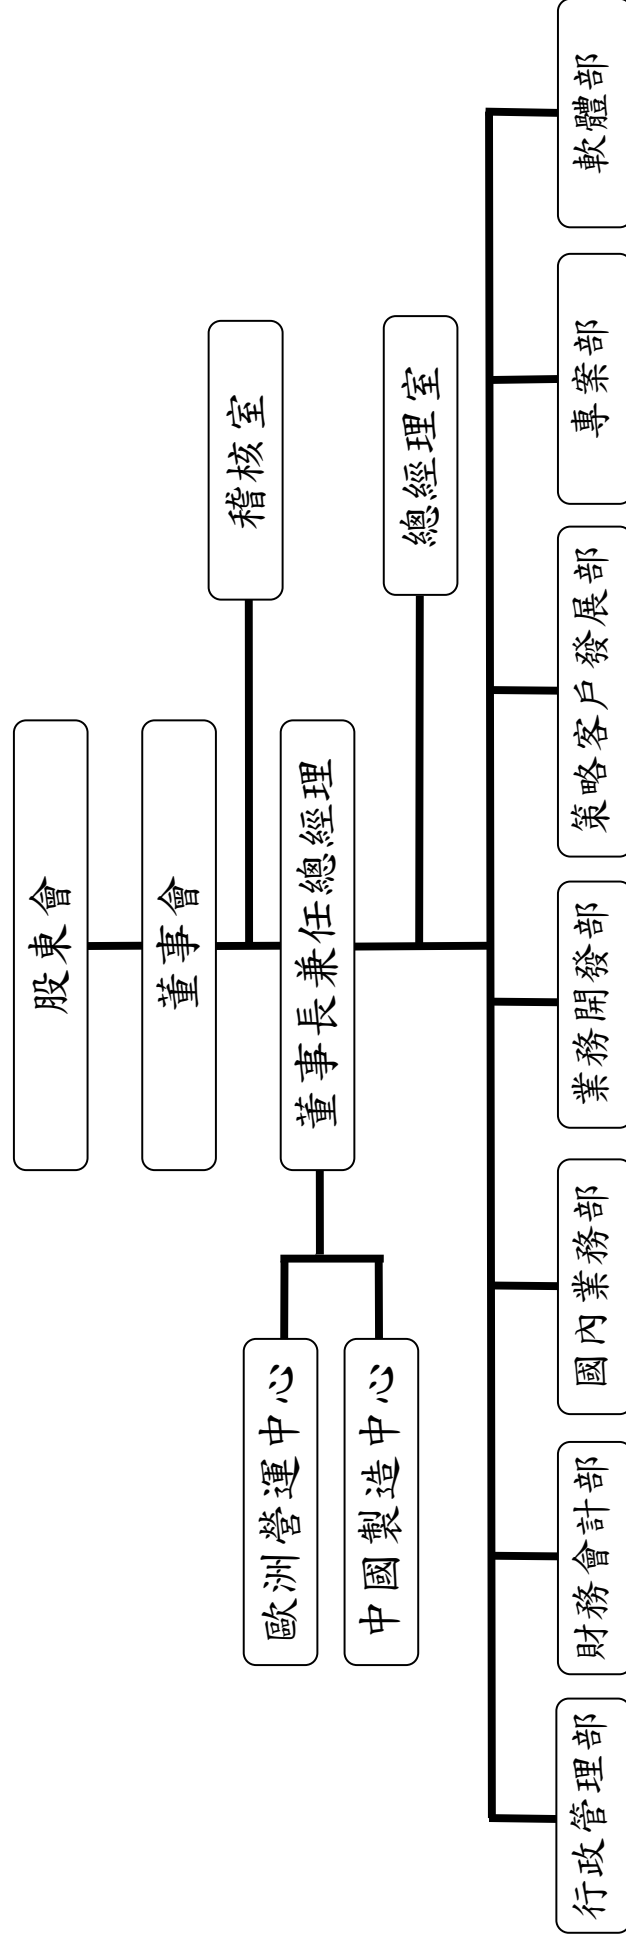 股東會
董事會
稽核室
董事長兼任總經理
歐洲營運中心
中國製造中心
總經理室
行政管理部
財務會計部
國內業務部
業務開發部
策略客戶發展部
專案部
軟體部